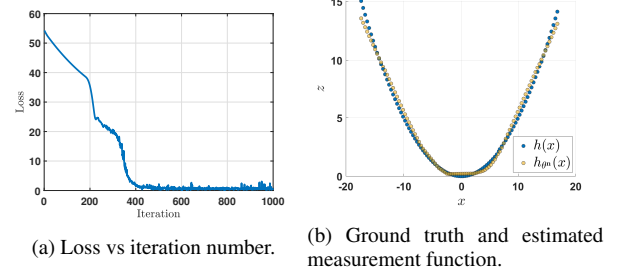 60
50
40
30
20
10
0
Loss
0 200 400 600 800 1000
Iteration
(a) Loss vs iteration number.
15
10
5
0
z
h(x)
h_{θ^n}(x)
-20 -10 0 10 20
x
(b) Ground truth and estimated
measurement function.